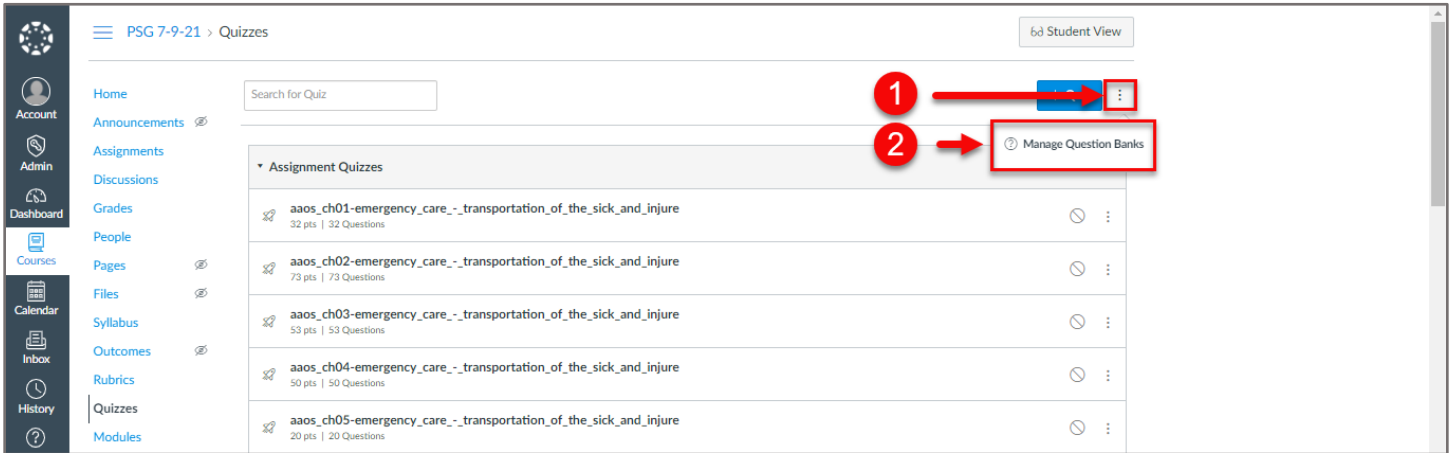 PSG 7-9-21 › Quizzes
Student View
Account
Admin
Dashboard
Courses
Calendar
Inbox
History
Home
Announcements
Assignments
Discussions
Grades
People
Pages
Files
Syllabus
Outcomes
Rubrics
Quizzes
Modules
Search for Quiz
1
2
Manage Question Banks
Assignment Quizzes
aaos_ch01-emergency_care_-_transportation_of_the_sick_and_injure
32 pts | 32 Questions
aaos_ch02-emergency_care_-_transportation_of_the_sick_and_injure
73 pts | 73 Questions
aaos_ch03-emergency_care_-_transportation_of_the_sick_and_injure
53 pts | 53 Questions
aaos_ch04-emergency_care_-_transportation_of_the_sick_and_injure
50 pts | 50 Questions
aaos_ch05-emergency_care_-_transportation_of_the_sick_and_injure
20 pts | 20 Questions